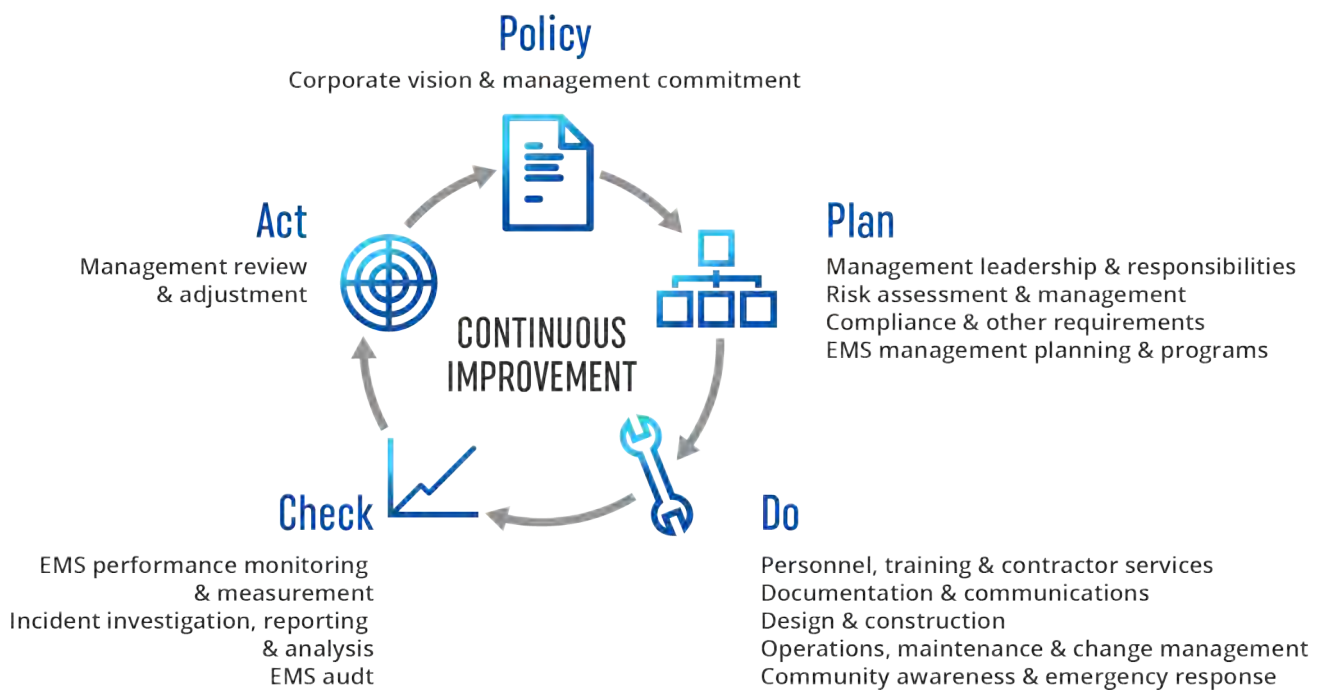 Policy
Corporate vision & management commitment
Act
Management review
& adjustment
Plan
Management leadership & responsibilities
Risk assessment & management
Compliance & other requirements
EMS management planning & programs
CONTINUOUS
IMPROVEMENT
Check
EMS performance monitoring
& measurement
Incident investigation, reporting
& analysis
EMS audt
Do
Personnel, training & contractor services
Documentation & communications
Design & construction
Operations, maintenance & change management
Community awareness & emergency response